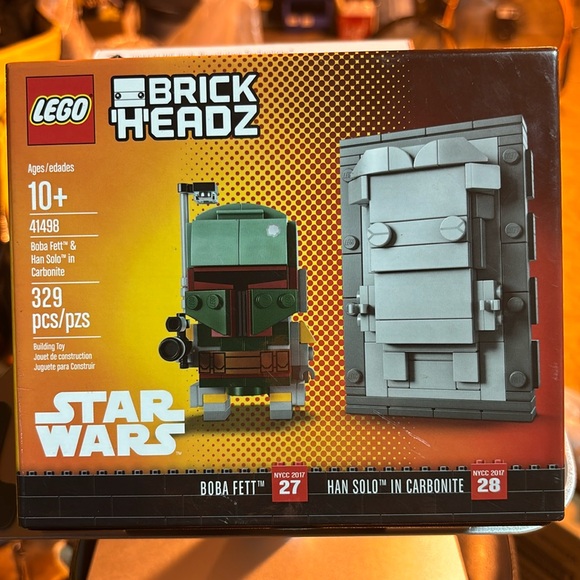 LEGO
BRICK
HEADZ
Ages/edades
10+
41498
Boba Fett™ &
Han Solo™ in
Carbonite
329
pcs/pzs
Building Toy
Jouet de construction
Juguete para Construir
STAR
WARS™
BOBA FETT™
NYCC 2017
27
HAN SOLO™ IN CARBONITE
NYCC 2017
28